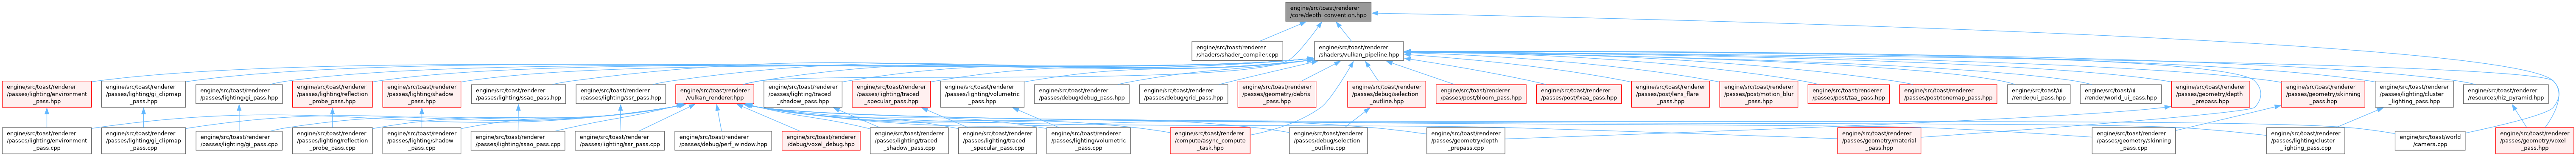 engine/src/toast/renderer
/core/depth_convention.hpp
engine/src/toast/renderer
/shaders/shader_compiler.cpp
engine/src/toast/renderer
/shaders/vulkan_pipeline.hpp
engine/src/toast/renderer
/passes/lighting/environment
_pass.hpp
engine/src/toast/renderer
/passes/lighting/gi_clipmap
_pass.hpp
engine/src/toast/renderer
/passes/lighting/gi_pass.hpp
engine/src/toast/renderer
/passes/lighting/reflection
_probe_pass.hpp
engine/src/toast/renderer
/passes/lighting/shadow
_pass.hpp
engine/src/toast/renderer
/passes/lighting/ssao_pass.hpp
engine/src/toast/renderer
/passes/lighting/ssr_pass.hpp
engine/src/toast/renderer
/vulkan_renderer.hpp
engine/src/toast/renderer
/passes/lighting/traced
_shadow_pass.hpp
engine/src/toast/renderer
/passes/lighting/traced
_specular_pass.hpp
engine/src/toast/renderer
/passes/lighting/volumetric
_pass.hpp
engine/src/toast/renderer
/passes/debug/debug_pass.hpp
engine/src/toast/renderer
/passes/debug/grid_pass.hpp
engine/src/toast/renderer
/passes/geometry/debris
_pass.hpp
engine/src/toast/renderer
/passes/debug/selection
_outline.hpp
engine/src/toast/renderer
/passes/post/bloom_pass.hpp
engine/src/toast/renderer
/passes/post/fxaa_pass.hpp
engine/src/toast/renderer
/passes/post/lens_flare
_pass.hpp
engine/src/toast/renderer
/passes/post/motion_blur
_pass.hpp
engine/src/toast/renderer
/passes/post/taa_pass.hpp
engine/src/toast/renderer
/passes/post/tonemap_pass.hpp
engine/src/toast/ui
/render/ui_pass.hpp
engine/src/toast/ui
/render/world_ui_pass.hpp
engine/src/toast/renderer
/passes/geometry/depth
_prepass.hpp
engine/src/toast/renderer
/passes/geometry/skinning
_pass.hpp
engine/src/toast/renderer
/passes/lighting/cluster
_lighting_pass.hpp
engine/src/toast/renderer
/resources/hiz_pyramid.hpp
engine/src/toast/renderer
/passes/lighting/environment
_pass.cpp
engine/src/toast/renderer
/passes/lighting/gi_clipmap
_pass.cpp
engine/src/toast/renderer
/passes/lighting/gi_pass.cpp
engine/src/toast/renderer
/passes/lighting/reflection
_probe_pass.cpp
engine/src/toast/renderer
/passes/lighting/shadow
_pass.cpp
engine/src/toast/renderer
/passes/lighting/ssao_pass.cpp
engine/src/toast/renderer
/passes/lighting/ssr_pass.cpp
engine/src/toast/renderer
/passes/debug/perf_window.hpp
engine/src/toast/renderer
/debug/voxel_debug.hpp
engine/src/toast/renderer
/passes/lighting/traced
_shadow_pass.cpp
engine/src/toast/renderer
/passes/lighting/traced
_specular_pass.cpp
engine/src/toast/renderer
/passes/lighting/volumetric
_pass.cpp
engine/src/toast/renderer
/compute/async_compute
_task.hpp
engine/src/toast/renderer
/passes/debug/selection
_outline.cpp
engine/src/toast/renderer
/passes/geometry/depth
_prepass.cpp
engine/src/toast/renderer
/passes/geometry/material
_pass.hpp
engine/src/toast/renderer
/passes/geometry/skinning
_pass.cpp
engine/src/toast/renderer
/passes/lighting/cluster
_lighting_pass.cpp
engine/src/toast/world
/camera.cpp
engine/src/toast/renderer
/passes/geometry/voxel
_pass.hpp